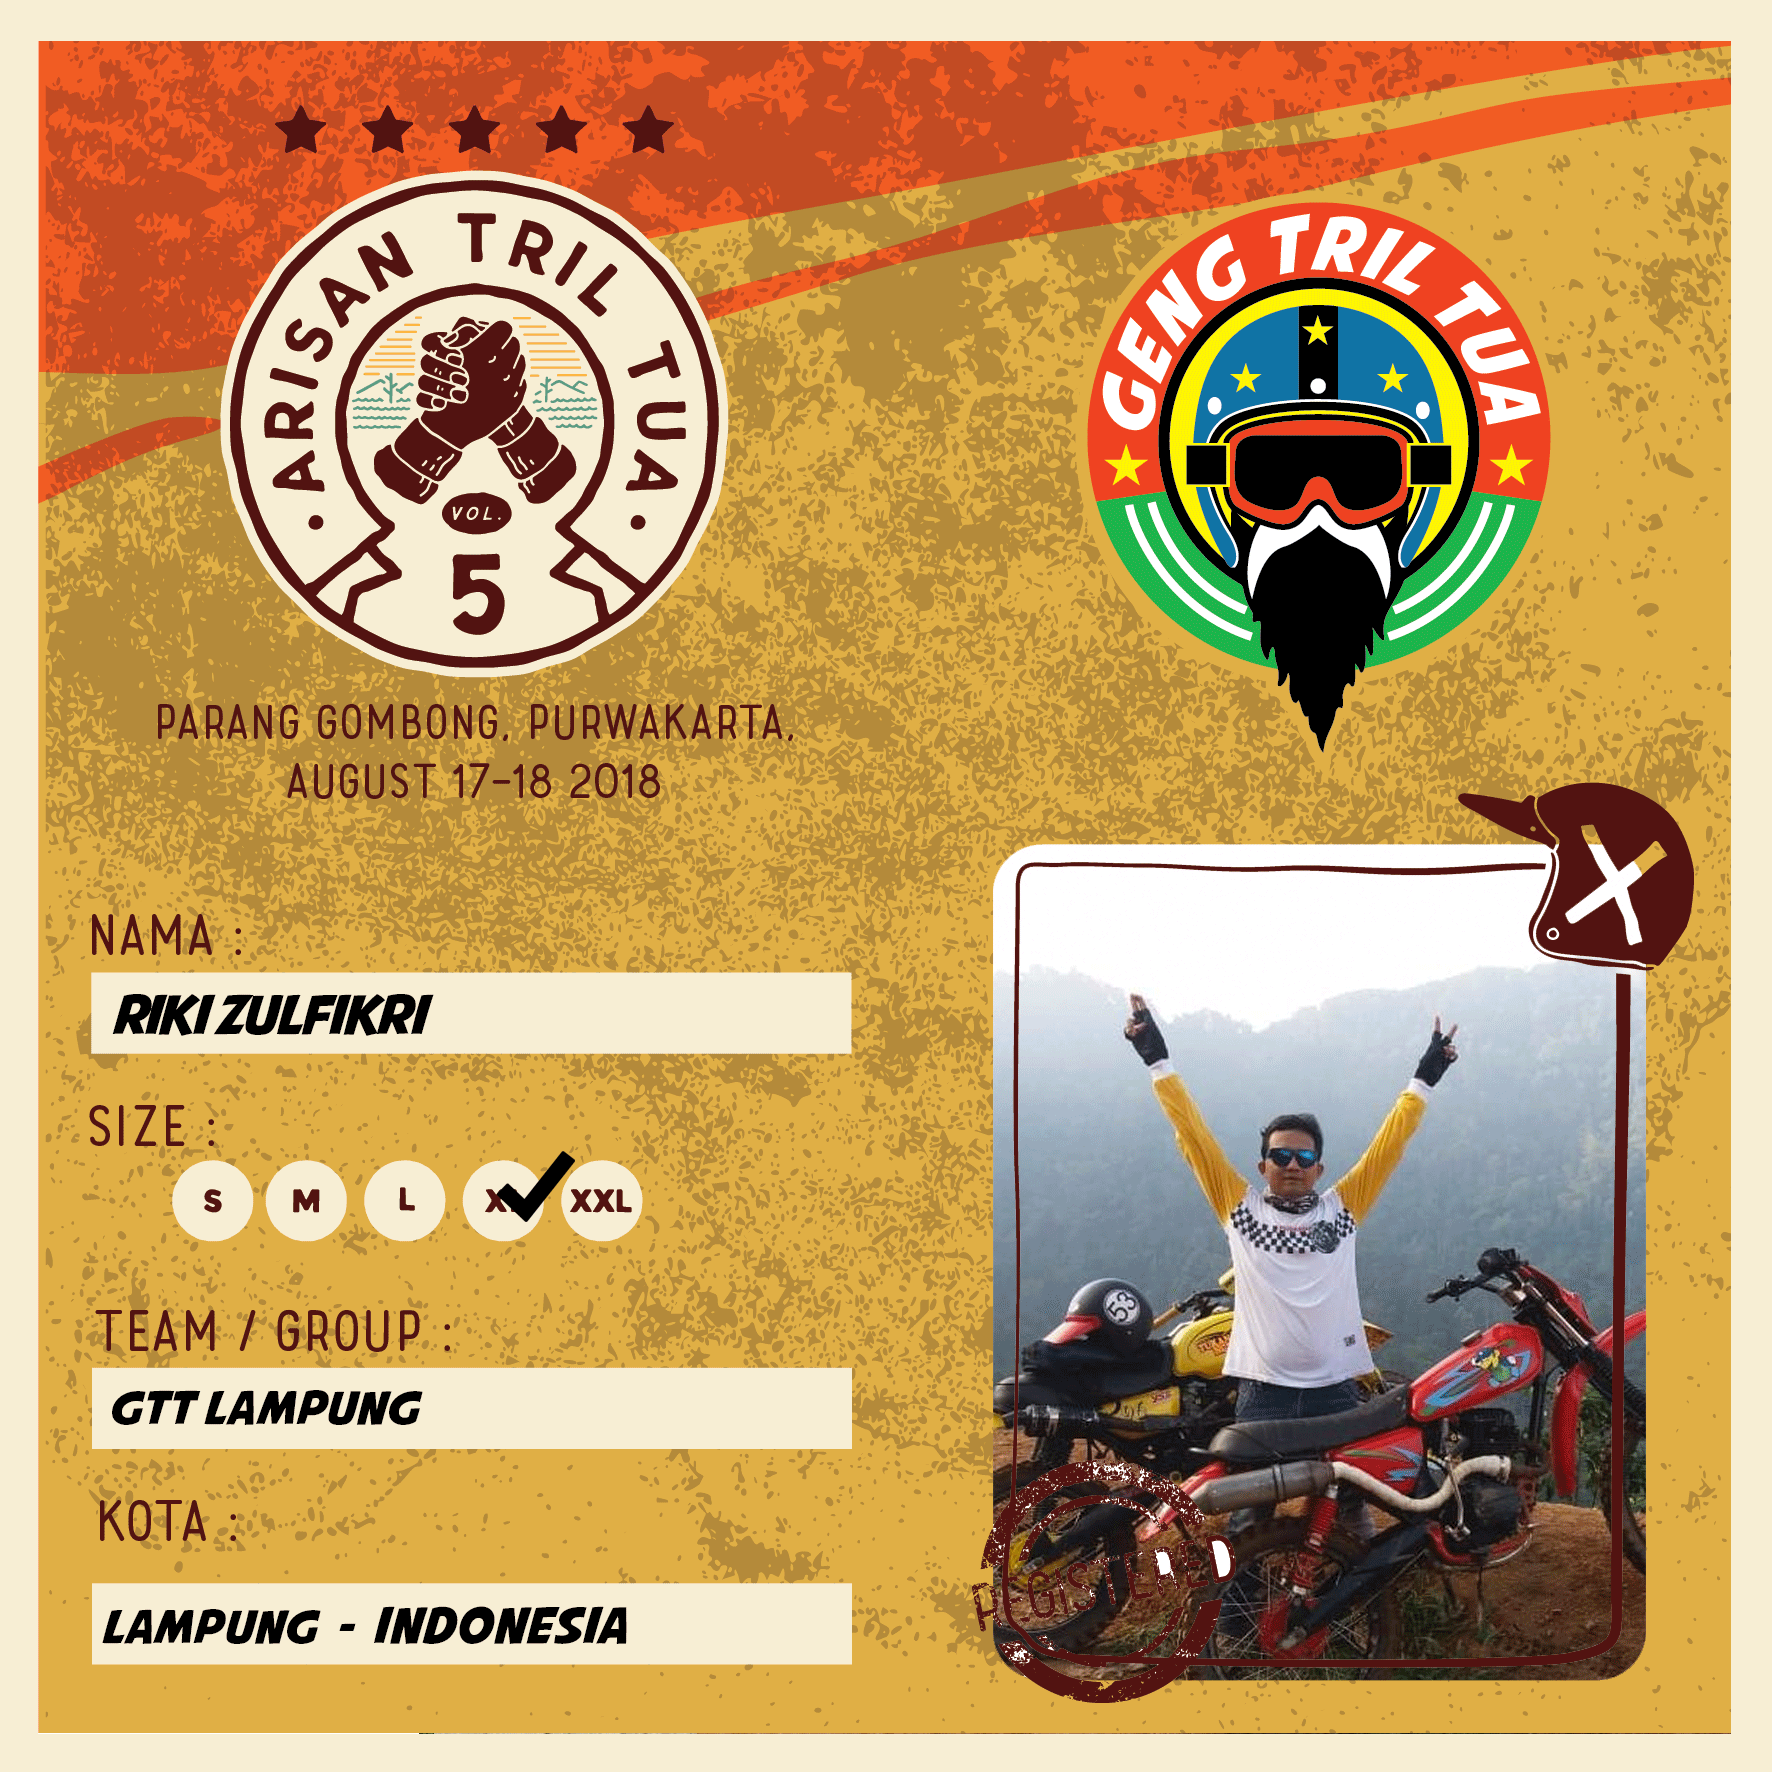 ARISAN TRIL TUA
VOL.
5
GENG TRIL TUA
PARANG GOMBONG, PURWAKARTA,
AUGUST 17-18 2018
NAMA :
RIKI ZULFIKRI
SIZE :
S M L XL XXL
TEAM / GROUP :
GTT LAMPUNG
KOTA :
LAMPUNG - INDONESIA
53
REGISTERED